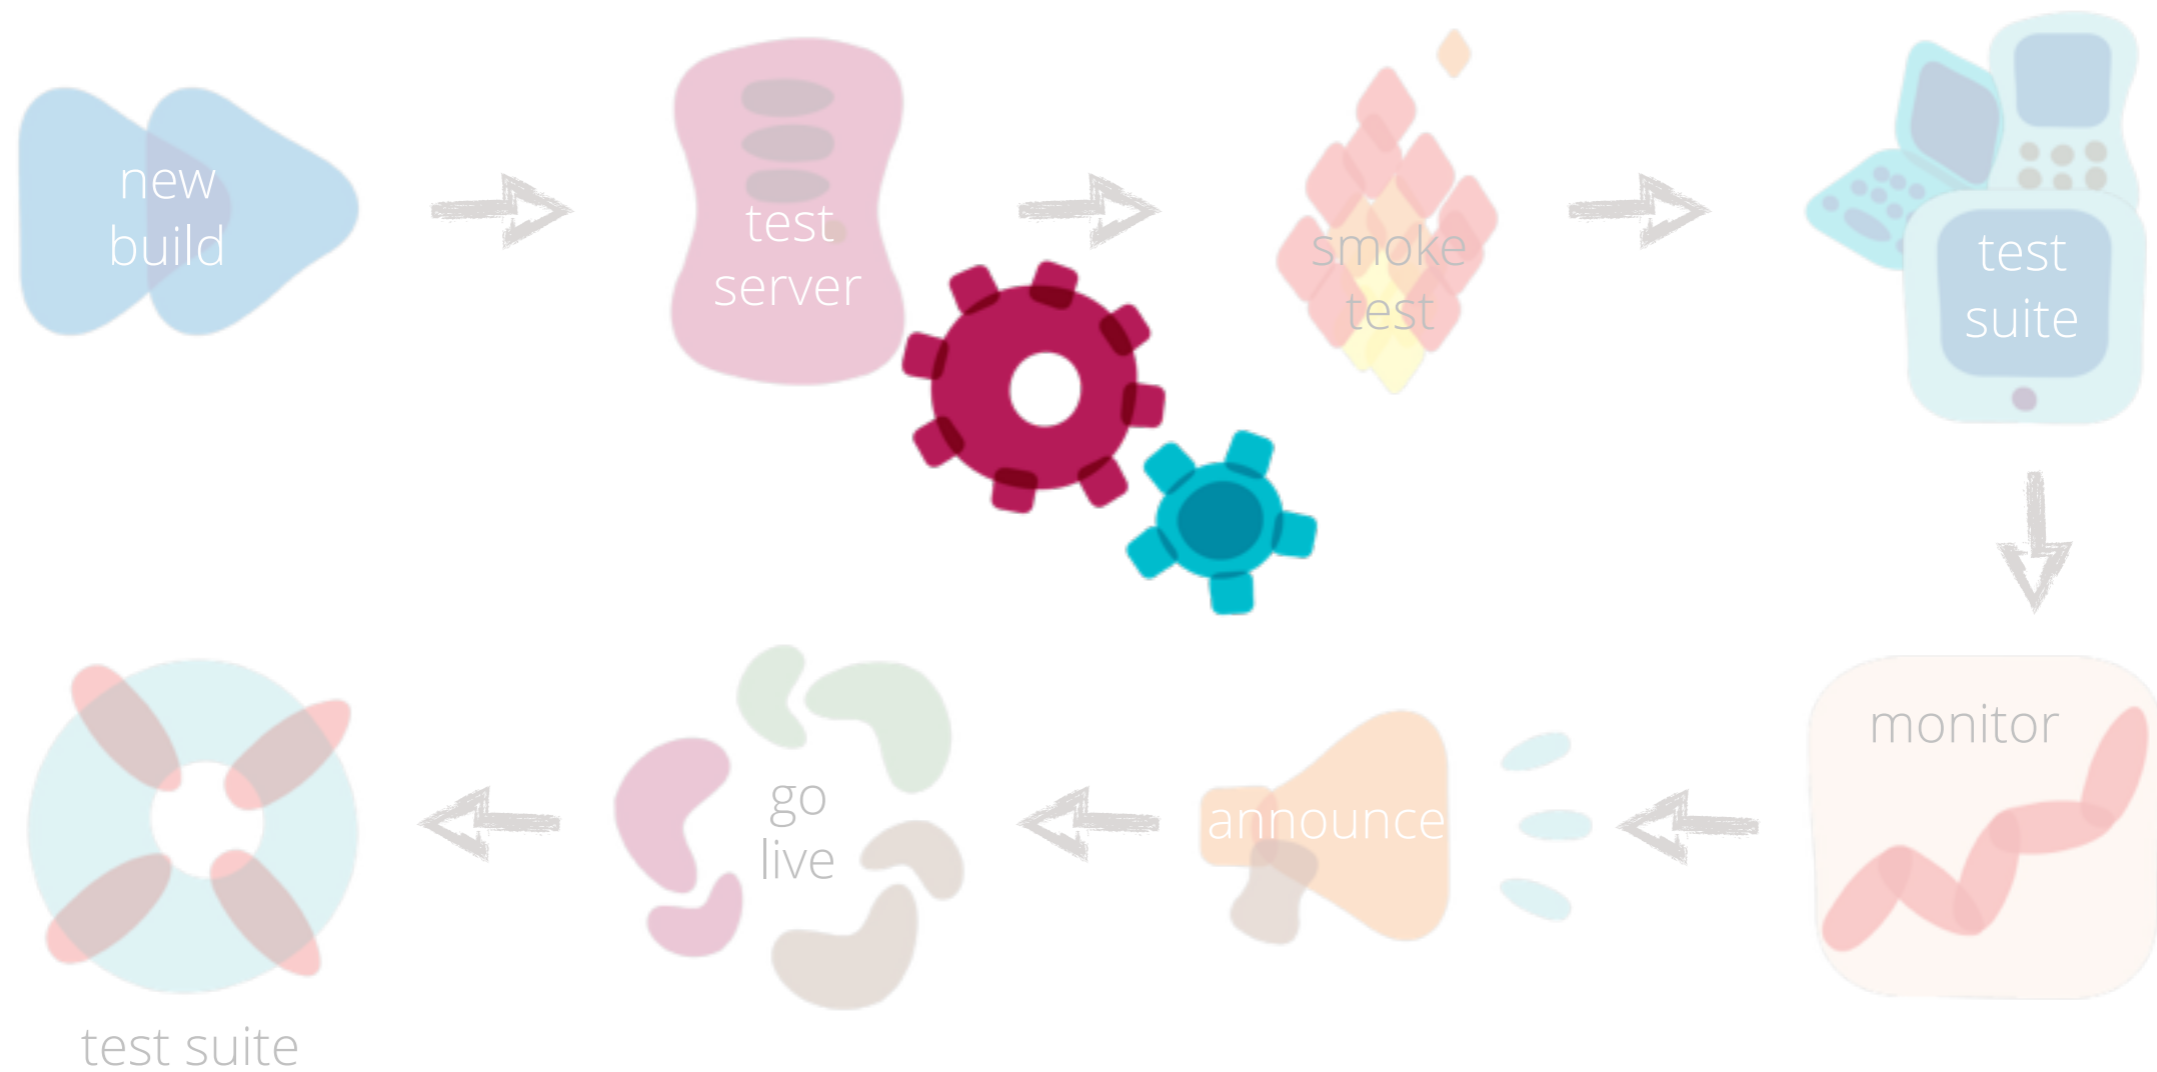 new
build
test
server
smoke
test
test
suite
monitor
announce
go
live
test suite